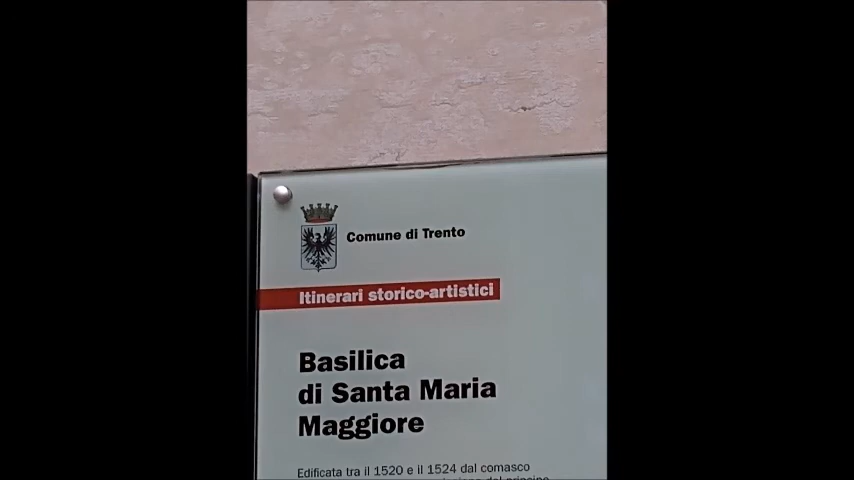 Comune di Trento
Itinerari storico-artistici
Basilica
di Santa Maria
Maggiore
Edificata tra il 1520 e il 1524 dal comasco